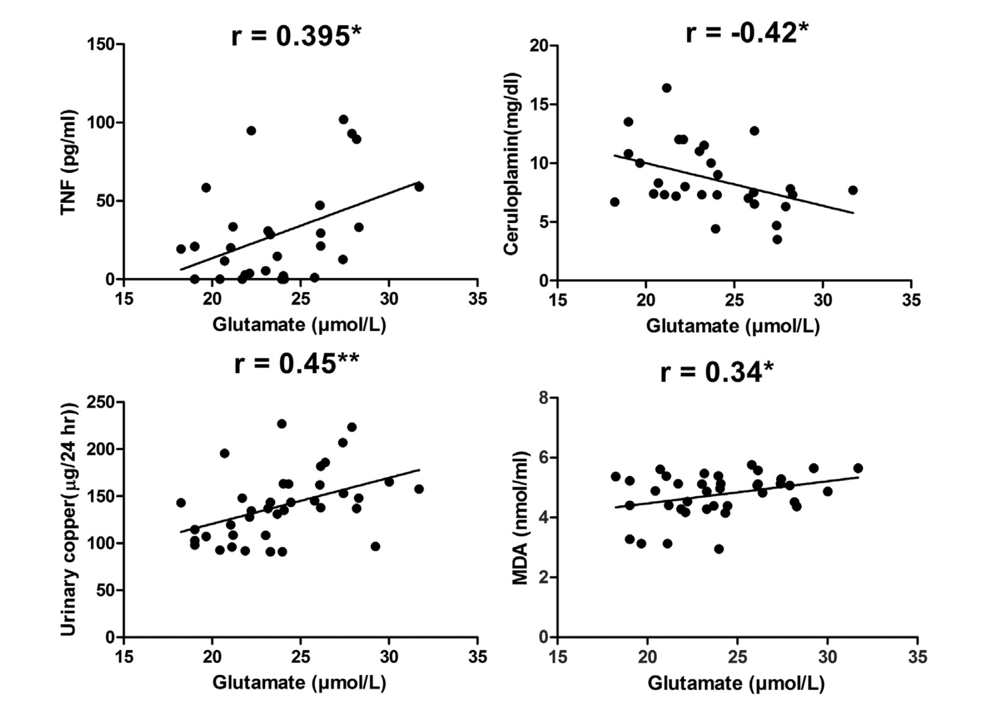 r = 0.395*
150
100
50
0
15 20 25 30 35
TNF (pg/ml)
Glutamate (µmol/L)
r = -0.42*
20
15
10
5
0
15 20 25 30 35
Ceruloplamin(mg/dl)
Glutamate (µmol/L)
r = 0.45**
250
200
150
100
50
0
15 20 25 30 35
Urinary copper(µg/24 hr))
Glutamate (µmol/L)
r = 0.34*
8
6
4
2
0
15 20 25 30 35
MDA (nmol/ml)
Glutamate (µmol/L)